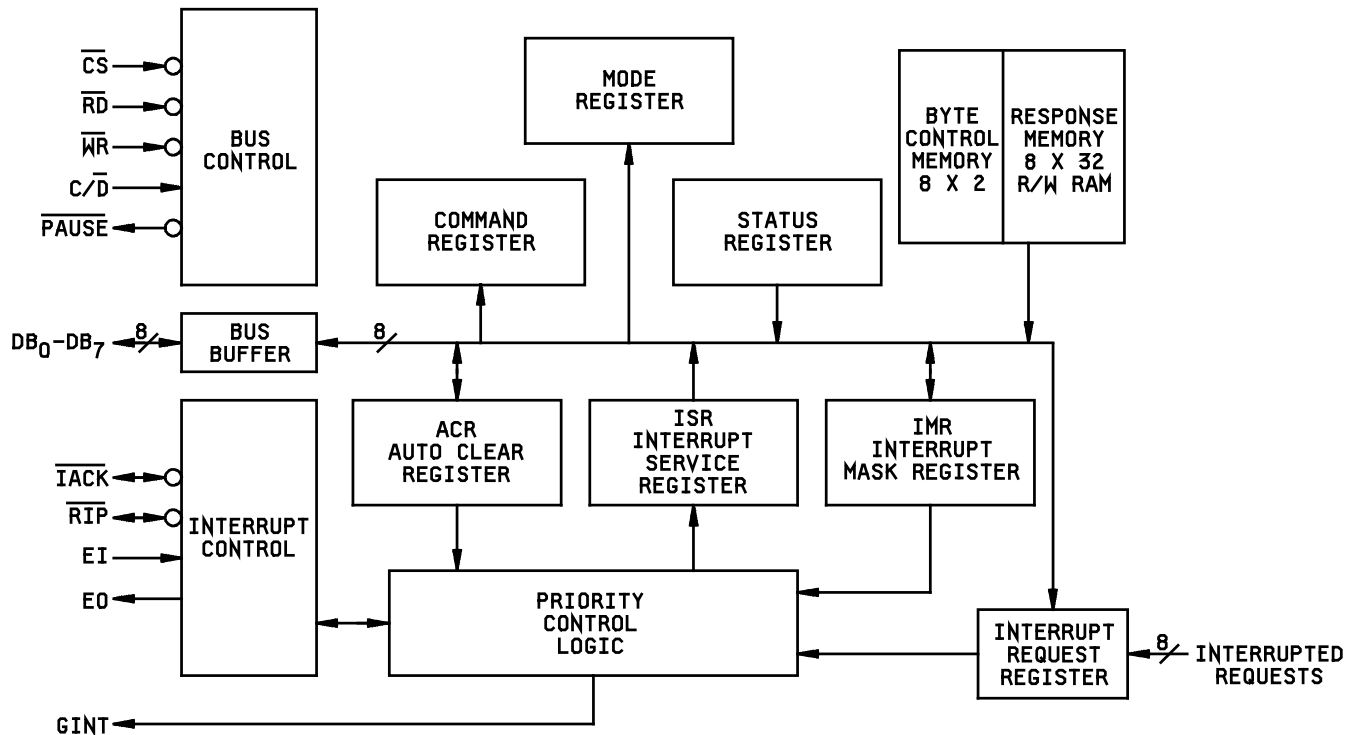 CS
RD
WR
C/D
PAUSE
BUS
CONTROL
MODE
REGISTER
COMMAND
REGISTER
STATUS
REGISTER
BYTE
CONTROL
MEMORY
8 X 2
RESPONSE
MEMORY
8 X 32
R/W RAM
DB0-DB7
8
BUS
BUFFER
8
ACR
AUTO CLEAR
REGISTER
ISR
INTERRUPT
SERVICE
REGISTER
IMR
INTERRUPT
MASK REGISTER
IACK
RIP
EI
EO
INTERRUPT
CONTROL
PRIORITY
CONTROL
LOGIC
INTERRUPT
REQUEST
REGISTER
8
INTERRUPTED
REQUESTS
GINT